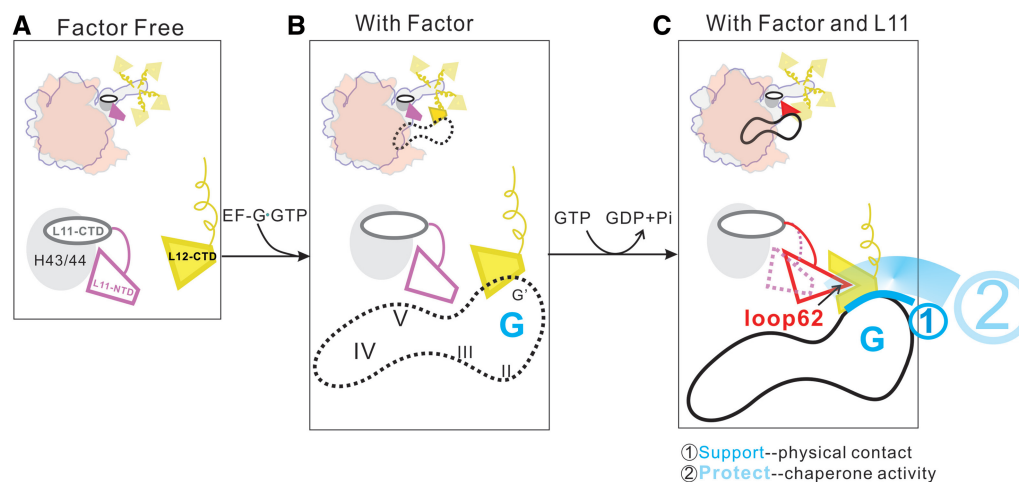 A Factor Free
B With Factor
C With Factor and L11
L11-CTD
H43/44
L11-NTD
L12-CTD
EF-G·GTP
G'
G
V
IV
III
II
GTP GDP+Pi
loop62
G
1
2
①Support--physical contact
②Protect--chaperone activity